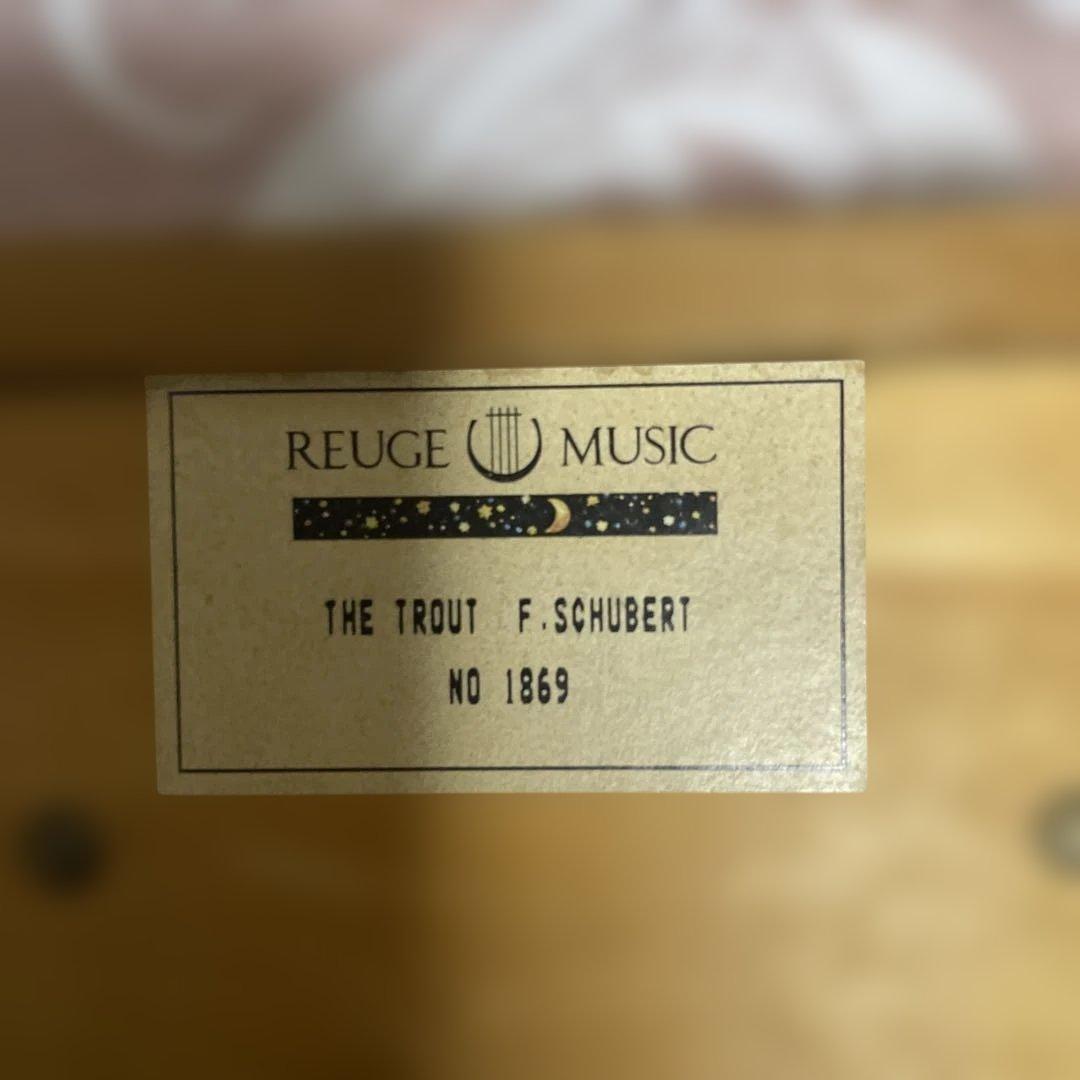 REUGE MUSIC
THE TROUT F.SCHUBERT
NO 1869